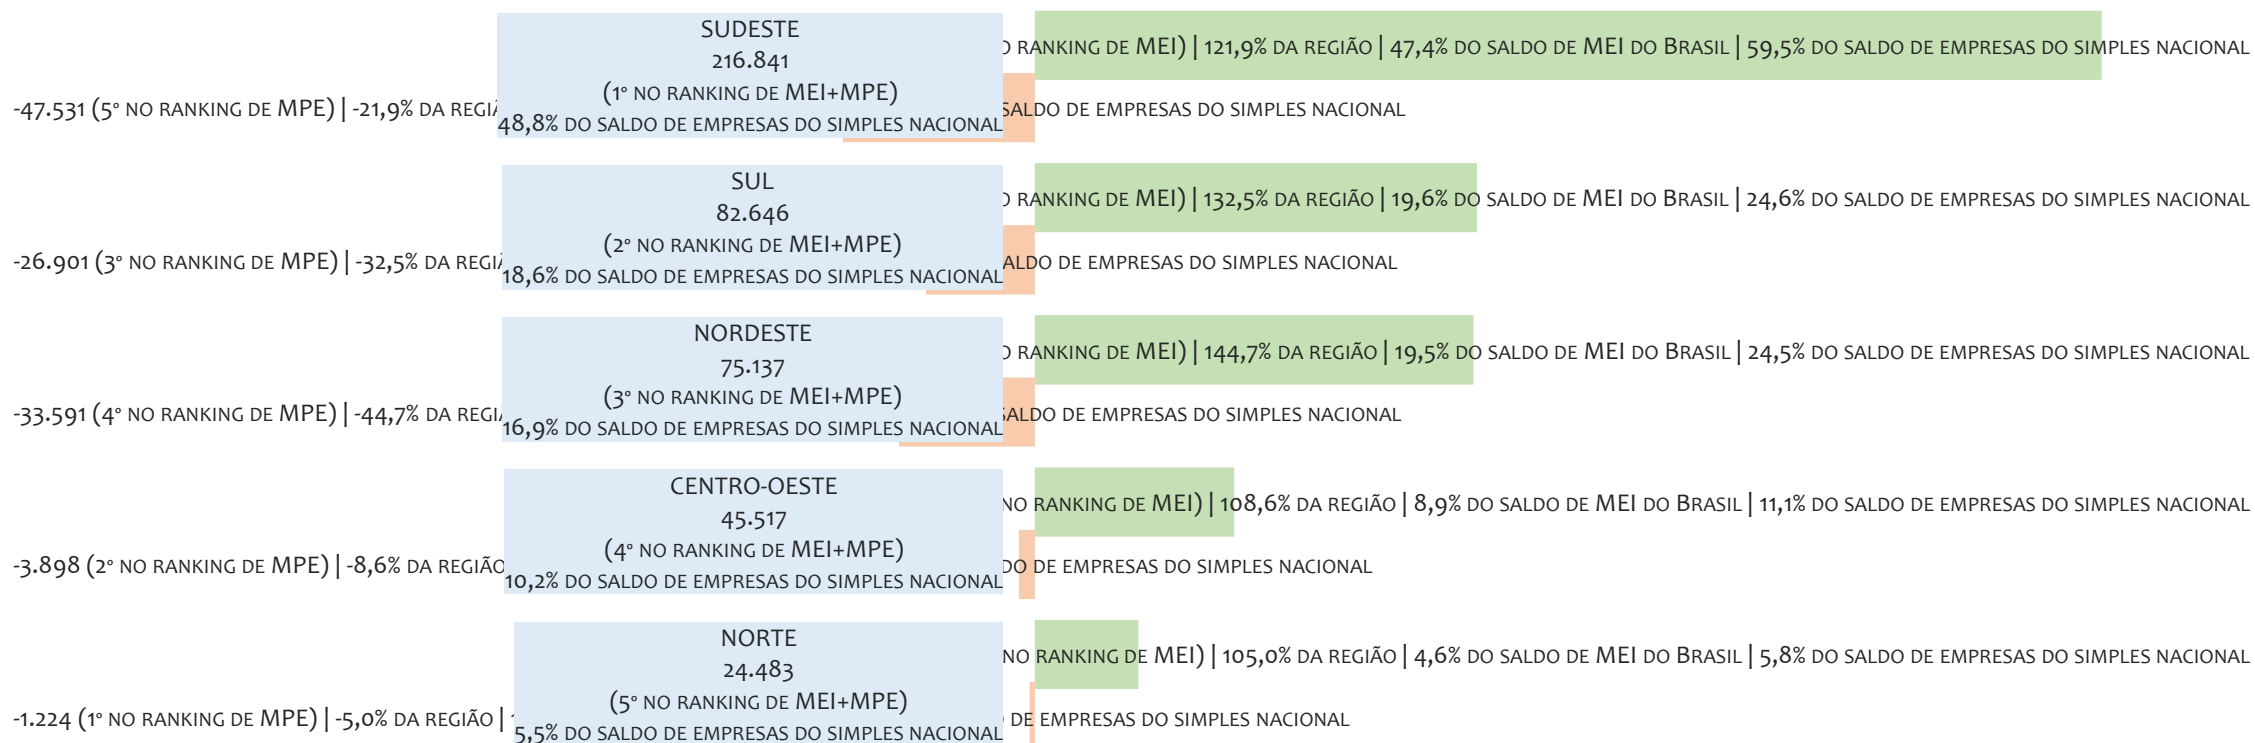 SUDESTE
216.841
(1º NO RANKING DE MEI+MPE)
48,8% DO SALDO DE EMPRESAS DO SIMPLES NACIONAL
RANKING DE MEI) | 121,9% DA REGIÃO | 47,4% DO SALDO DE MEI DO BRASIL | 59,5% DO SALDO DE EMPRESAS DO SIMPLES NACIONAL
-47.531 (5º NO RANKING DE MPE) | -21,9% DA
SALDO DE EMPRESAS DO SIMPLES NACIONAL
SUL
82.646
(2º NO RANKING DE MEI+MPE)
18,6% DO SALDO DE EMPRESAS DO SIMPLES NACIONAL
RANKING DE MEI) | 132,5% DA REGIÃO | 19,6% DO SALDO DE MEI DO BRASIL | 24,6% DO SALDO DE EMPRESAS DO SIMPLES NACIONAL
-26.901 (3º NO RANKING DE MPE) | -32,5% DA
DE EMPRESAS DO SIMPLES NACIONAL
NORDESTE
75.137
(3º NO RANKING DE MEI+MPE)
16,9% DO SALDO DE EMPRESAS DO SIMPLES NACIONAL
RANKING DE MEI) | 144,7% DA REGIÃO | 19,5% DO SALDO DE MEI DO BRASIL | 24,5% DO SALDO DE EMPRESAS DO SIMPLES NACIONAL
-33.591 (4º NO RANKING DE MPE) | -44,7% DA
SALDO DE EMPRESAS DO SIMPLES NACIONAL
CENTRO-OESTE
45.517
(4º NO RANKING DE MEI+MPE)
10,2% DO SALDO DE EMPRESAS DO SIMPLES NACIONAL
NO RANKING DE MEI) | 108,6% DA REGIÃO | 8,9% DO SALDO DE MEI DO BRASIL | 11,1% DO SALDO DE EMPRESAS DO SIMPLES NACIONAL
-3.898 (2º NO RANKING DE MPE) | -8,6% DA REGIÃO
DE EMPRESAS DO SIMPLES NACIONAL
NORTE
24.483
(5º NO RANKING DE MEI+MPE)
5,5% DO SALDO DE EMPRESAS DO SIMPLES NACIONAL
NO RANKING DE MEI) | 105,0% DA REGIÃO | 4,6% DO SALDO DE MEI DO BRASIL | 5,8% DO SALDO DE EMPRESAS DO SIMPLES NACIONAL
-1.224 (1º NO RANKING DE MPE) | -5,0% DA REGIÃO |
DE EMPRESAS DO SIMPLES NACIONAL